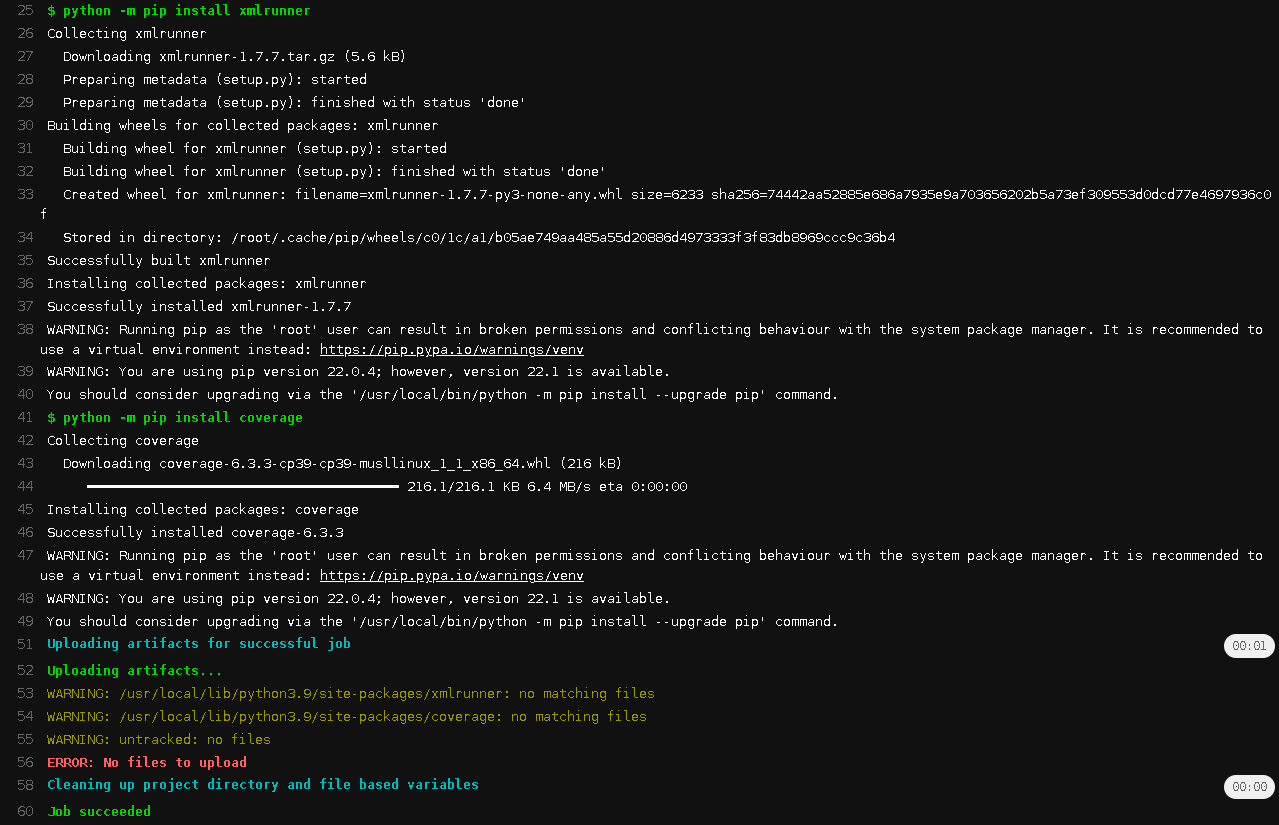 25 $ python -m pip install xmlrunner
26 Collecting xmlrunner
27 Downloading xmlrunner-1.7.7.tar.gz (5.6 kB)
28 Preparing metadata (setup.py): started
29 Preparing metadata (setup.py): finished with status 'done'
30 Building wheels for collected packages: xmlrunner
31 Building wheel for xmlrunner (setup.py): started
32 Building wheel for xmlrunner (setup.py): finished with status 'done'
33 Created wheel for xmlrunner: filename=xmlrunner-1.7.7-py3-none-any.whl size=6233 sha256=74442aa52885e686a7935e9a703656202b5a73ef309553d0dcd77e4697936c0
f
34 Stored in directory: /root/.cache/pip/wheels/c0/1c/a1/b05ae749aa485a55d20886d4973333f3f83db8969ccc9c36b4
35 Successfully built xmlrunner
36 Installing collected packages: xmlrunner
37 Successfully installed xmlrunner-1.7.7
38 WARNING: Running pip as the 'root' user can result in broken permissions and conflicting behaviour with the system package manager. It is recommended to
use a virtual environment instead: https://pip.pypa.io/warnings/venv
39 WARNING: You are using pip version 22.0.4; however, version 22.1 is available.
40 You should consider upgrading via the '/usr/local/bin/python -m pip install --upgrade pip' command.
41 $ python -m pip install coverage
42 Collecting coverage
43 Downloading coverage-6.3.3-cp39-cp39-musllinux_1_1_x86_64.whl (216 kB)
44 216.1/216.1 KB 6.4 MB/s eta 0:00:00
45 Installing collected packages: coverage
46 Successfully installed coverage-6.3.3
47 WARNING: Running pip as the 'root' user can result in broken permissions and conflicting behaviour with the system package manager. It is recommended to
use a virtual environment instead: https://pip.pypa.io/warnings/venv
48 WARNING: You are using pip version 22.0.4; however, version 22.1 is available.
49 You should consider upgrading via the '/usr/local/bin/python -m pip install --upgrade pip' command.
51 Uploading artifacts for successful job 00:01
52 Uploading artifacts...
53 WARNING: /usr/local/lib/python3.9/site-packages/xmlrunner: no matching files
54 WARNING: /usr/local/lib/python3.9/site-packages/coverage: no matching files
55 WARNING: untracked: no files
56 ERROR: No files to upload
58 Cleaning up project directory and file based variables 00:00
60 Job succeeded